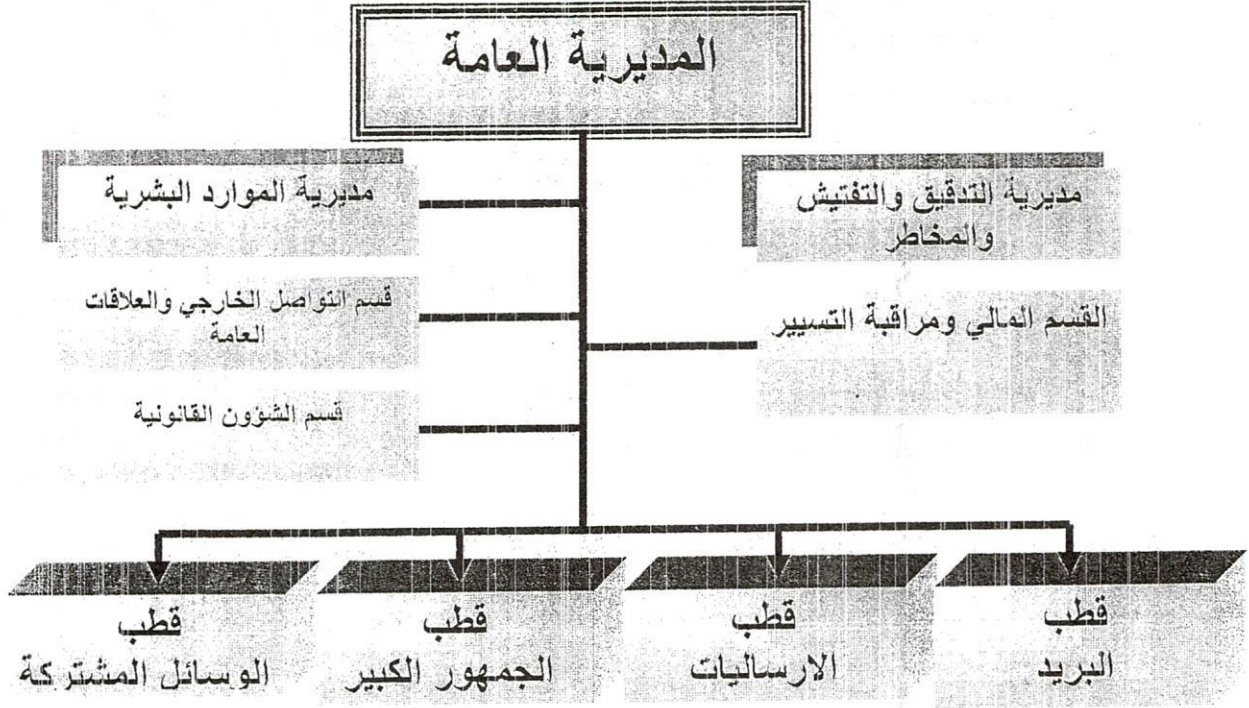 المديرية العامة
مديرية التدقيق والتفتيش
والمخاطر
مديرية الموارد البشرية
القسم المالي ومراقبة التسيير
قسم التواصل الخارجي والعلاقات
العامة
قسم الشؤون القانونية
قطب
البريد
قطب
الارساليات
قطب
الجمهور الكبير
قطب
الوسائل المشتركة